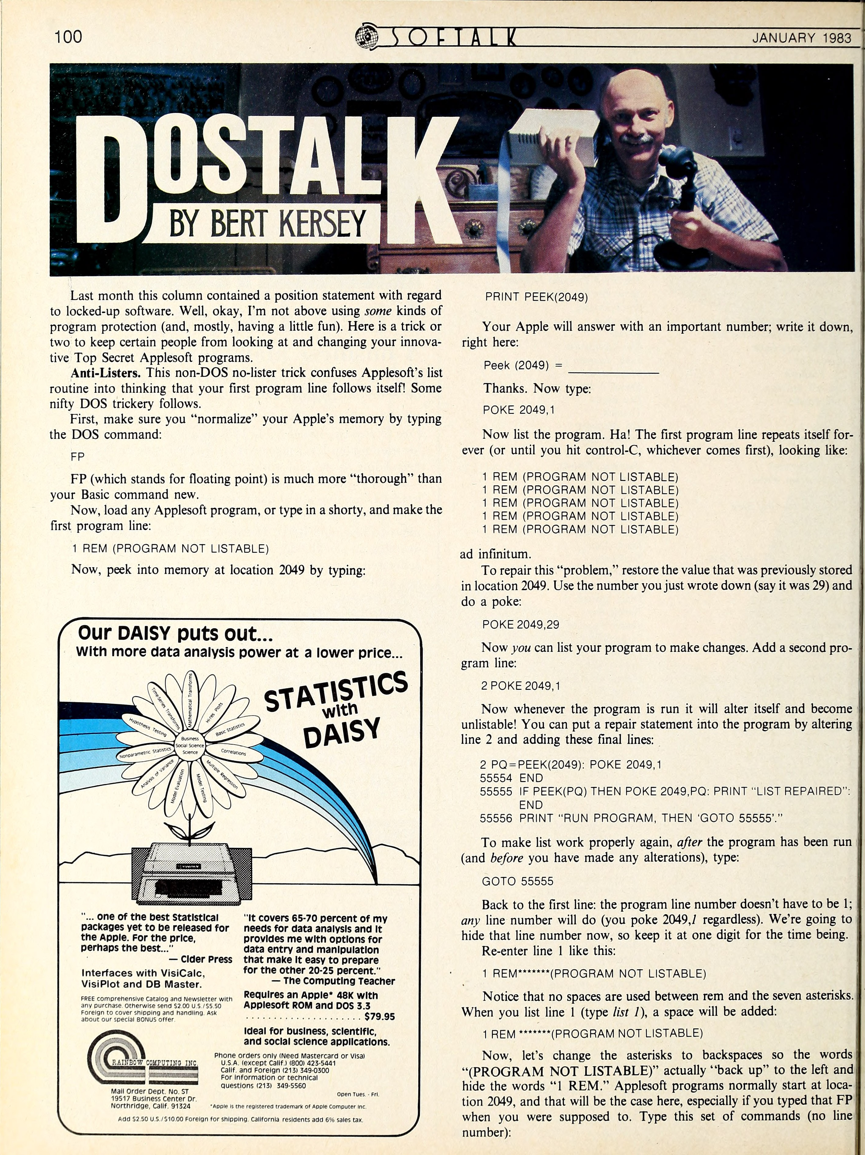 100
SOFTALK
JANUARY 1983
DOSTALK
BY BERT KERSEY
Last month this column contained a position statement with regard
to locked-up software. Well, okay, I'm not above using some kinds of
program protection (and, mostly, having a little fun). Here is a trick or
two to keep certain people from looking at and changing your innova-
tive Top Secret Applesoft programs.
Anti-Listers. This non-DOS no-lister trick confuses Applesoft's list
routine into thinking that your first program line follows itself! Some
nifty DOS trickery follows.
First, make sure you "normalize" your Apple's memory by typing
the DOS command:
FP
FP (which stands for floating point) is much more "thorough" than
your Basic command new.
Now, load any Applesoft program, or type in a shorty, and make the
first program line:
1 REM (PROGRAM NOT LISTABLE)
Now, peek into memory at location 2049 by typing:
PRINT PEEK(2049)
Your Apple will answer with an important number; write it down,
right here:
Peek (2049) = ____________
Thanks. Now type:
POKE 2049,1
Now list the program. Ha! The first program line repeats itself for-
ever (or until you hit control-C, whichever comes first), looking like:
1 REM (PROGRAM NOT LISTABLE)
1 REM (PROGRAM NOT LISTABLE)
1 REM (PROGRAM NOT LISTABLE)
1 REM (PROGRAM NOT LISTABLE)
1 REM (PROGRAM NOT LISTABLE)
ad infinitum.
To repair this "problem," restore the value that was previously stored
in location 2049. Use the number you just wrote down (say it was 29) and
do a poke:
POKE 2049,29
Now you can list your program to make changes. Add a second pro-
gram line:
2 POKE 2049,1
Now whenever the program is run it will alter itself and become
unlistable! You can put a repair statement into the program by altering
line 2 and adding these final lines:
2 PQ=PEEK(2049): POKE 2049,1
55554 END
55555 IF PEEK(PQ) THEN POKE 2049,PQ: PRINT "LIST REPAIRED":
END
55556 PRINT "RUN PROGRAM, THEN 'GOTO 55555'."
To make list work properly again, after the program has been run
(and before you have made any alterations), type:
GOTO 55555
Back to the first line: the program line number doesn't have to be 1;
any line number will do (you poke 2049,1 regardless). We're going to
hide that line number now, so keep it at one digit for the time being.
Re-enter line 1 like this:
1 REM*******(PROGRAM NOT LISTABLE)
Notice that no spaces are used between rem and the seven asterisks.
When you list line 1 (type list 1), a space will be added:
1 REM *******(PROGRAM NOT LISTABLE)
Now, let's change the asterisks to backspaces so the words
"(PROGRAM NOT LISTABLE)" actually "back up" to the left and
hide the words "1 REM." Applesoft programs normally start at loca-
tion 2049, and that will be the case here, especially if you typed that FP
when you were supposed to. Type this set of commands (no line
number):
Our DAISY puts out...
With more data analysis power at a lower price...
STATISTICS
with
DAISY
Mathematical Transforms
X-Y Plots
Basic Statistics
Correlations
Multiple Regression
Model Testing
Model Evaluation
Analysis of Variance
Nonparametric Statistics
Hypothesis Testing
Time-Series Transforms
Business
Social Science
Science
"... one of the best Statistical
packages yet to be released for
the Apple. For the price,
perhaps the best..."
— Cider Press
Interfaces with VisiCalc,
VisiPlot and DB Master.
FREE comprehensive Catalog and Newsletter with
any purchase. Otherwise send $2.00 U.S./$5.50
Foreign to cover shipping and handling. Ask
about our special BONUS offer.
"It covers 65-70 percent of my
needs for data analysis and it
provides me with options for
data entry and manipulation
that make it easy to prepare
for the other 20-25 percent."
— The Computing Teacher
Requires an Apple* 48K with
Applesoft ROM and DOS 3.3
.................... $79.95
Ideal for business, scientific,
and social science applications.
RAINBOW COMPUTING INC.
Mail Order Dept. No. ST
19517 Business Center Dr.
Northridge, Calif. 91324
Phone orders only (Need Mastercard or Visa)
U.S.A. (except Calif.) (800) 423-5441
Calif. and Foreign (213) 349-0300
For information or technical
questions (213) 349-5560
Open Tues. - Fri.
*Apple is the registered trademark of Apple Computer Inc.
Add $2.50 U.S./$10.00 Foreign for shipping. California residents add 6% sales tax.